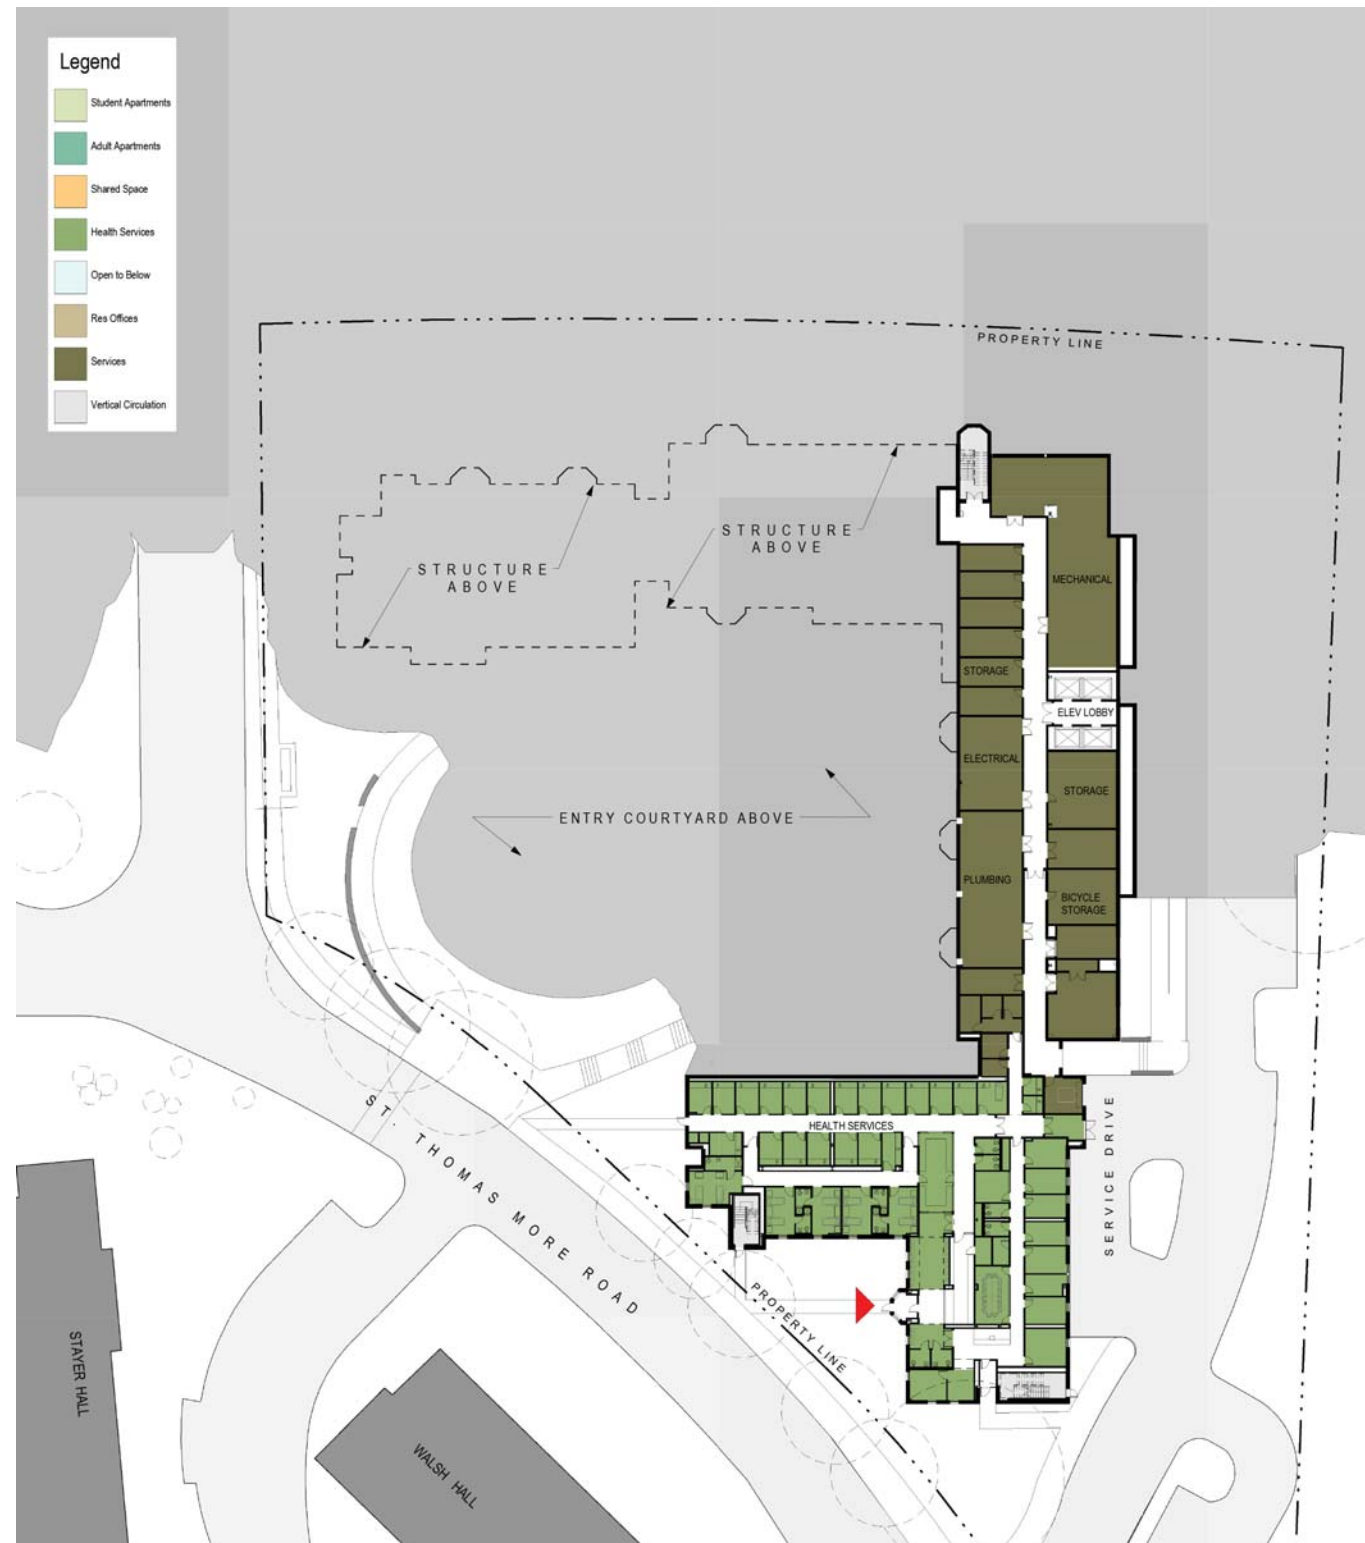 Legend
Student Apartments
Adult Apartments
Shared Space
Health Services
Open to Below
Res Offices
Services
Vertical Circulation
PROPERTY LINE
STRUCTURE
ABOVE
STRUCTURE
ABOVE
MECHANICAL
STORAGE
ELEV LOBBY
ELECTRICAL
STORAGE
ENTRY COURTYARD ABOVE
PLUMBING
BICYCLE
STORAGE
ST. THOMAS MORE ROAD
HEALTH SERVICES
SERVICE DRIVE
PROPERTY LINE
STAYER HALL
WALSH HALL